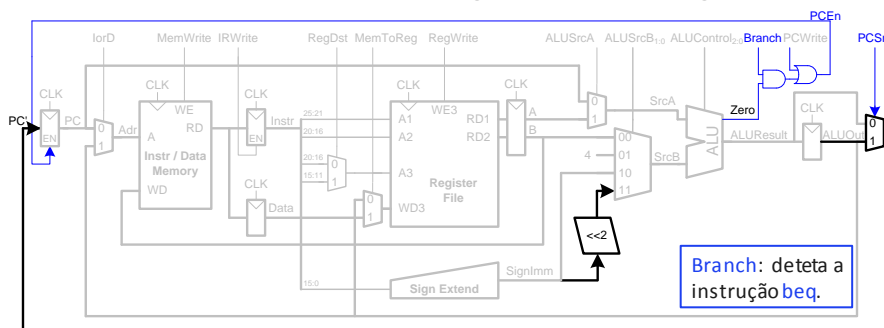 PCEn
IorD MemWrite IRWrite RegDst MemToReg RegWrite ALUSrcA ALUSrcB1:0 ALUControl2:0 Branch PCWrite PCSr
CLK
CLK
CLK
CLK
CLK
CLK
PC'
PC
EN
0
1
Adr
A
WE
RD
Instr / Data
Memory
WD
EN
Instr
CLK
Data
25:21
20:16
20:16
15:11
0
1
0
1
A1
A2
A3
WD3
WE3
RD1
RD2
Register
File
A
B
0
1
SrcA
4
00
01
10
11
SrcB
ALU
Zero
ALUResult
ALUOut
0
1
<<2
15:0
Sign Extend
SignImm
Branch: deteta a
instrução beq.